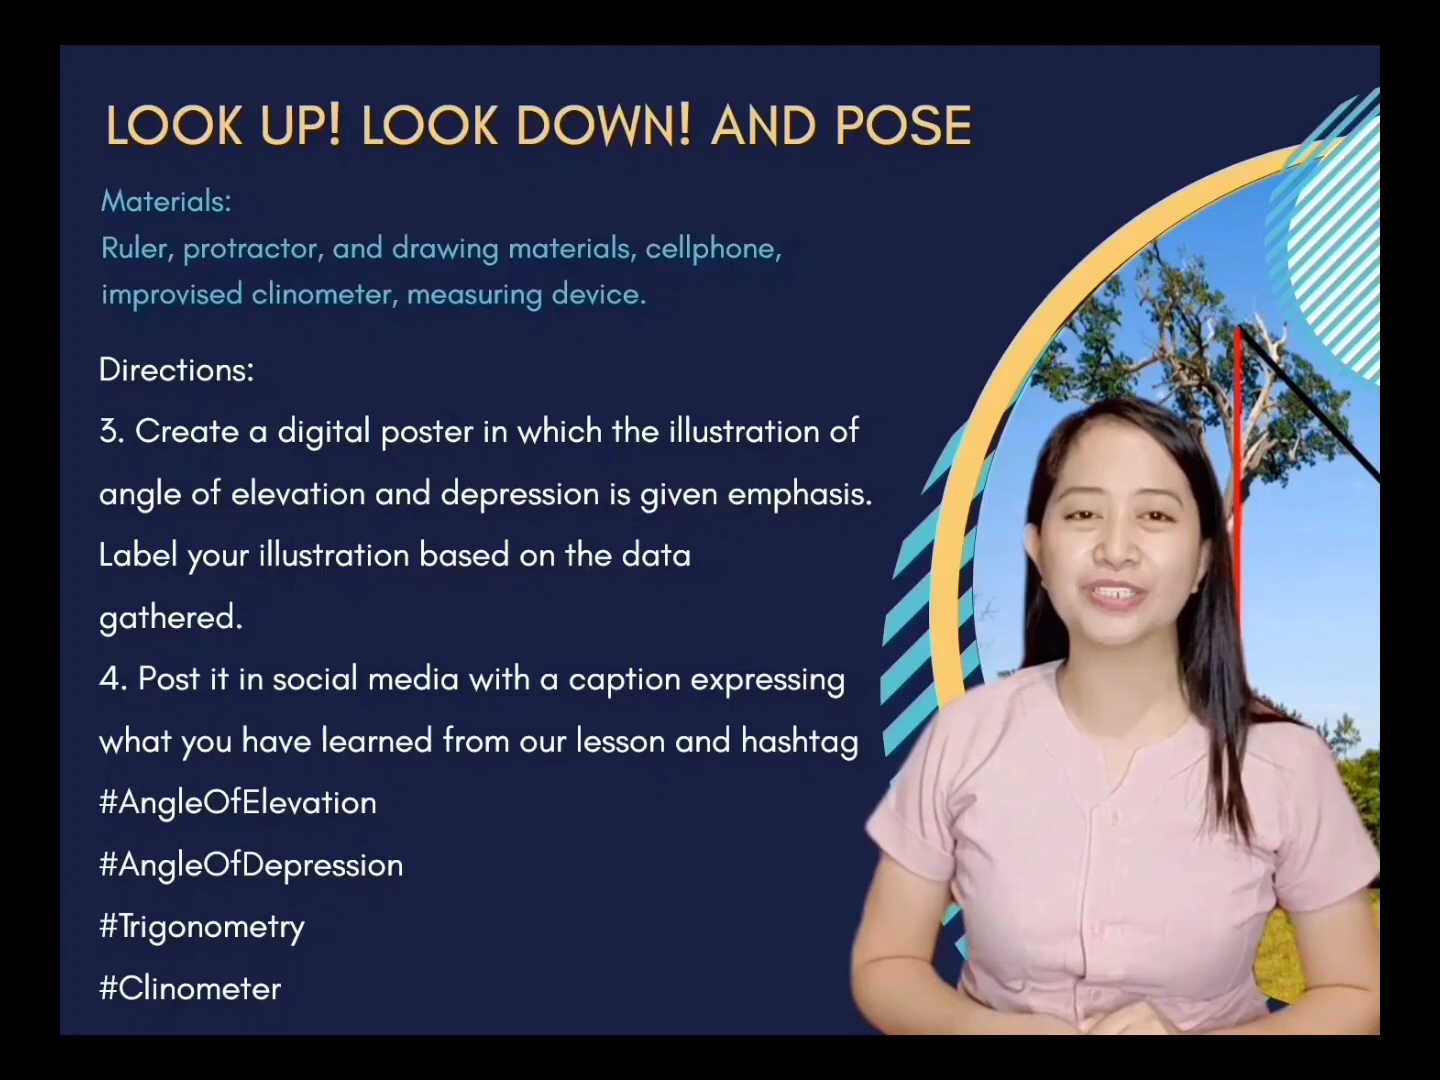 LOOK UP! LOOK DOWN! AND POSE
Materials:
Ruler, protractor, and drawing materials, cellphone,
improvised clinometer, measuring device.
Directions:
3. Create a digital poster in which the illustration of
angle of elevation and depression is given emphasis.
Label your illustration based on the data
gathered.
4. Post it in social media with a caption expressing
what you have learned from our lesson and hashtag
#AngleOfElevation
#AngleOfDepression
#Trigonometry
#Clinometer